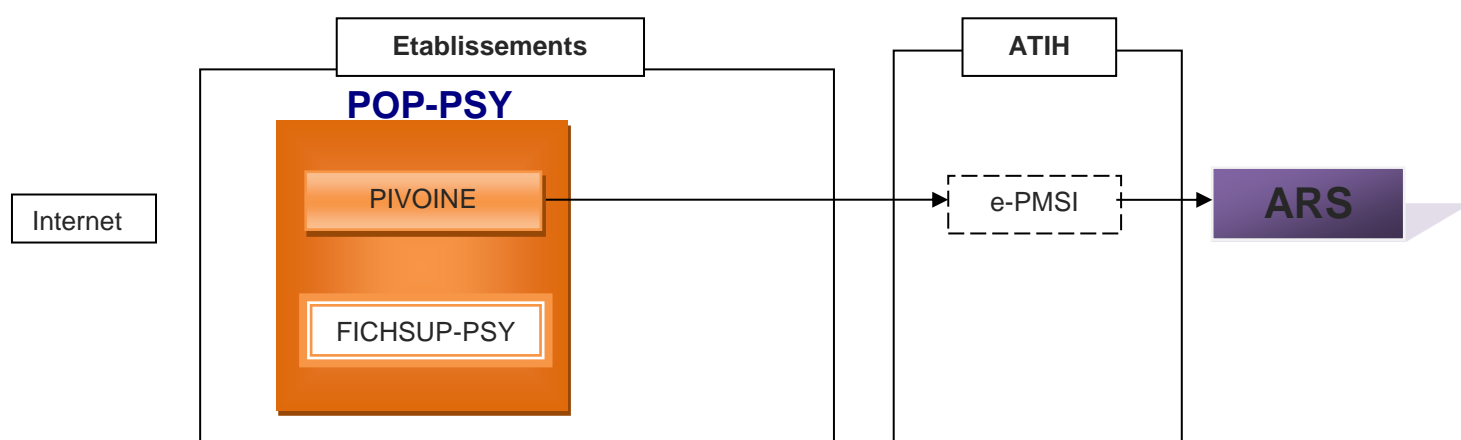 Etablissements
ATIH
POP-PSY
PIVOINE
e-PMSI
ARS
Internet
FICHSUP-PSY